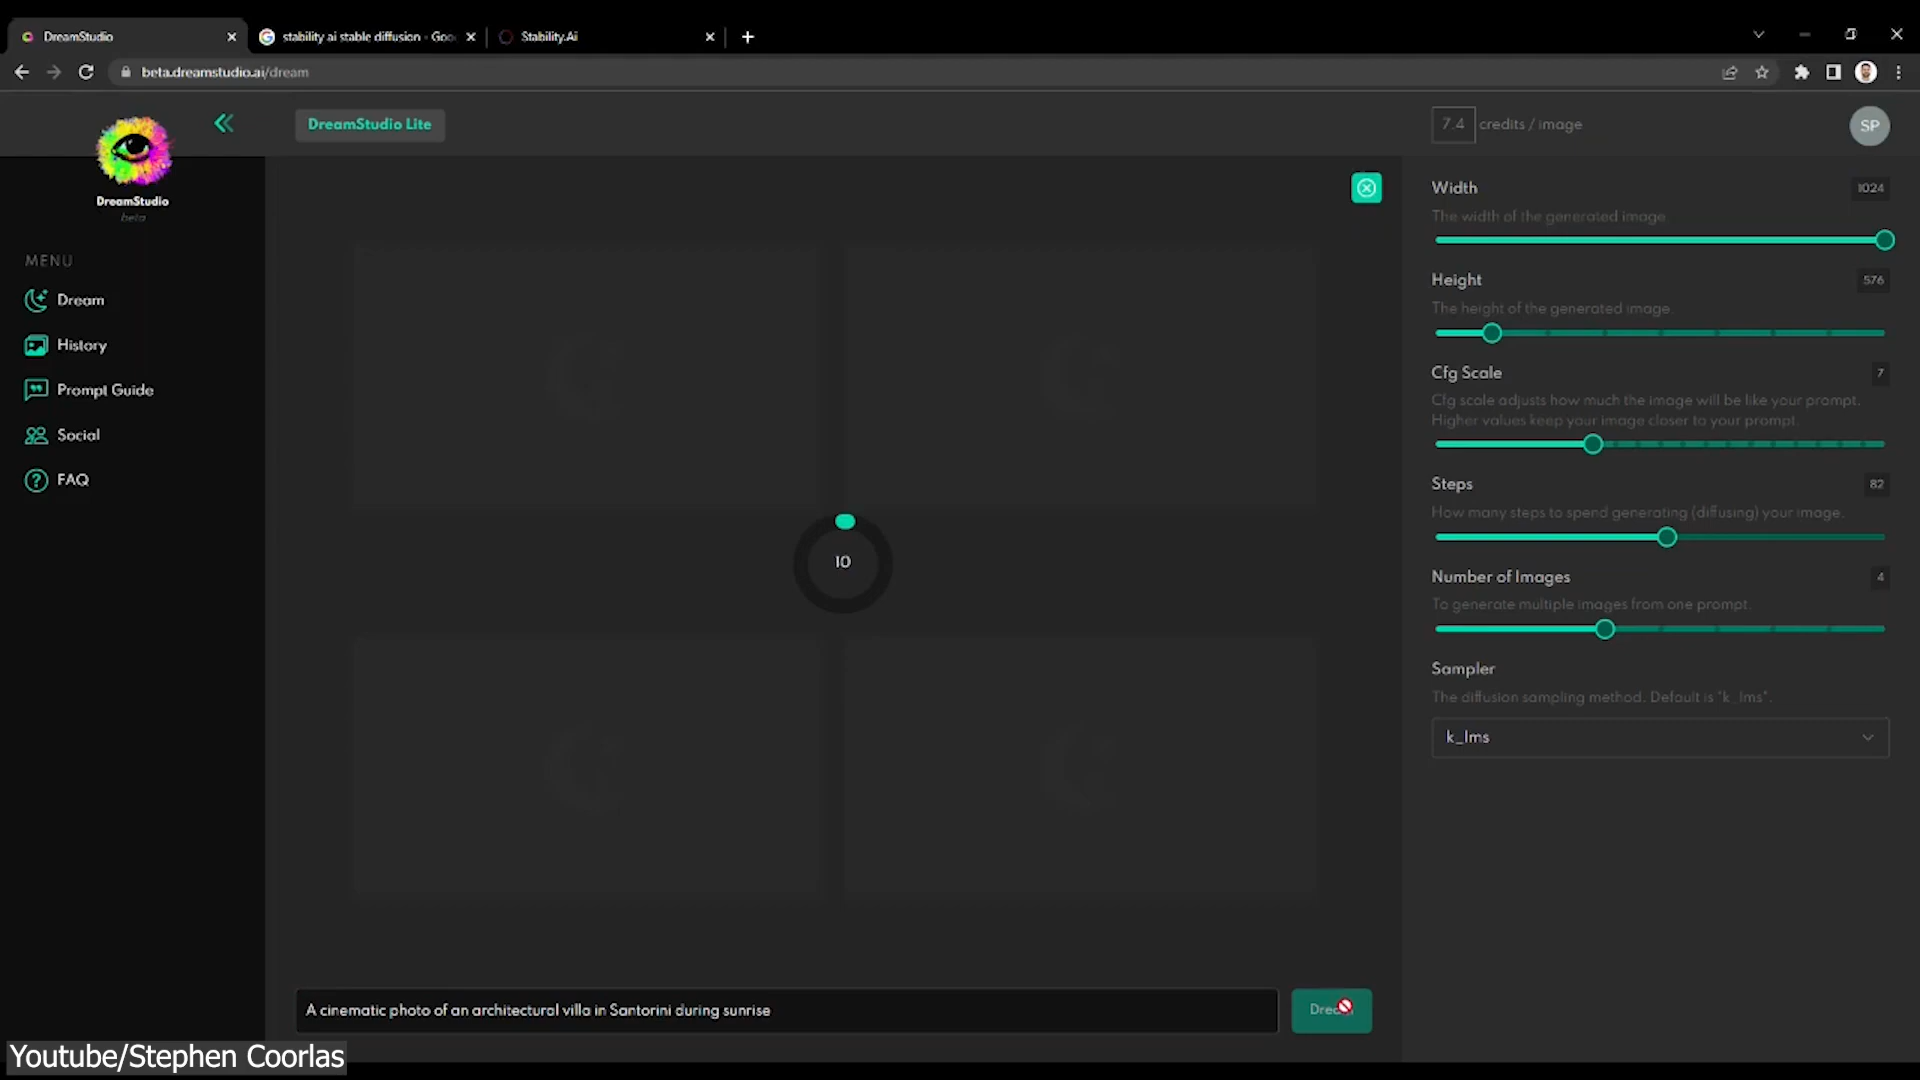 DreamStudio
stability ai stable diffusion - Goo
Stability.Ai
beta.dreamstudio.ai/dream
DreamStudio
beta
DreamStudio Lite
7.4 credits / image
SP
MENU
Dream
History
Prompt Guide
Social
FAQ
Width
1024
The width of the generated image.
Height
576
The height of the generated image.
Cfg Scale
7
Cfg scale adjusts how much the image will be like your prompt.
Higher values keep your image closer to your prompt.
Steps
82
How many steps to spend generating (diffusing) your image.
Number of Images
4
To generate multiple images from one prompt.
Sampler
The diffusion sampling method. Default is "k_lms".
k_lms
10
A cinematic photo of an architectural villa in Santorini during sunrise
Youtube/Stephen Coorlas